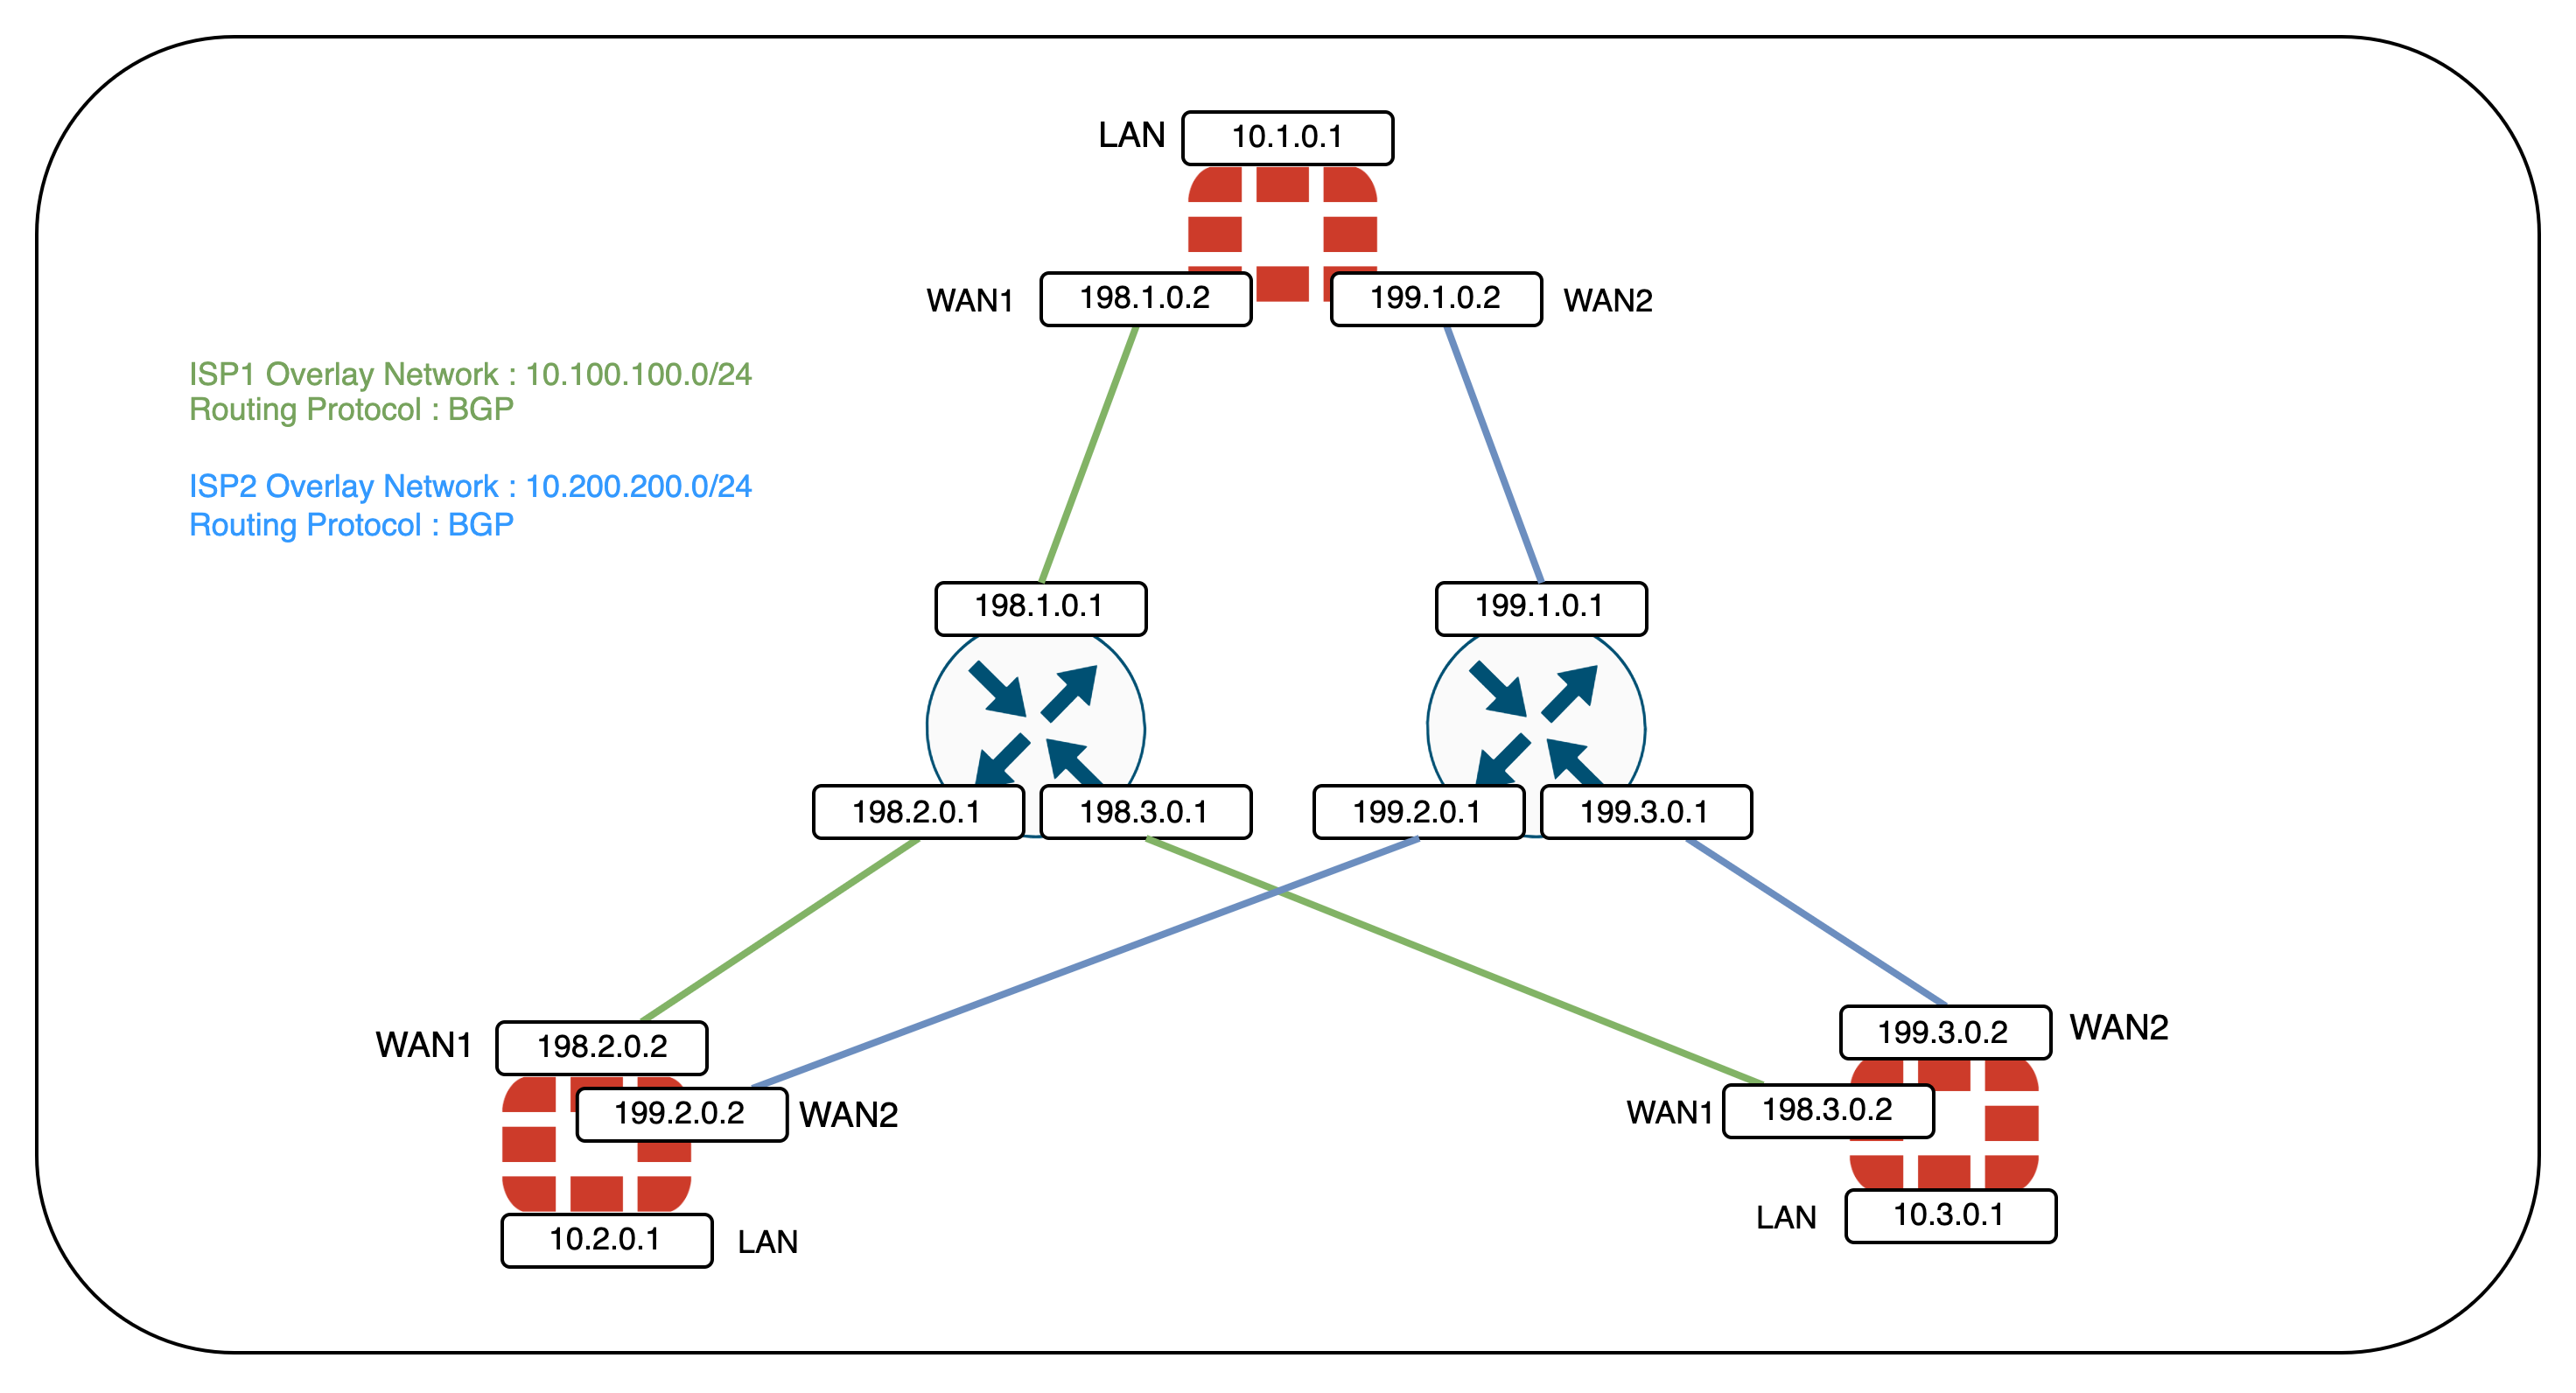 LAN
10.1.0.1
WAN1
198.1.0.2
199.1.0.2
WAN2
ISP1 Overlay Network : 10.100.100.0/24
Routing Protocol : BGP
ISP2 Overlay Network : 10.200.200.0/24
Routing Protocol : BGP
198.1.0.1
199.1.0.1
198.2.0.1
198.3.0.1
199.2.0.1
199.3.0.1
WAN1
198.2.0.2
199.2.0.2
WAN2
10.2.0.1
LAN
199.3.0.2
WAN2
WAN1
198.3.0.2
LAN
10.3.0.1